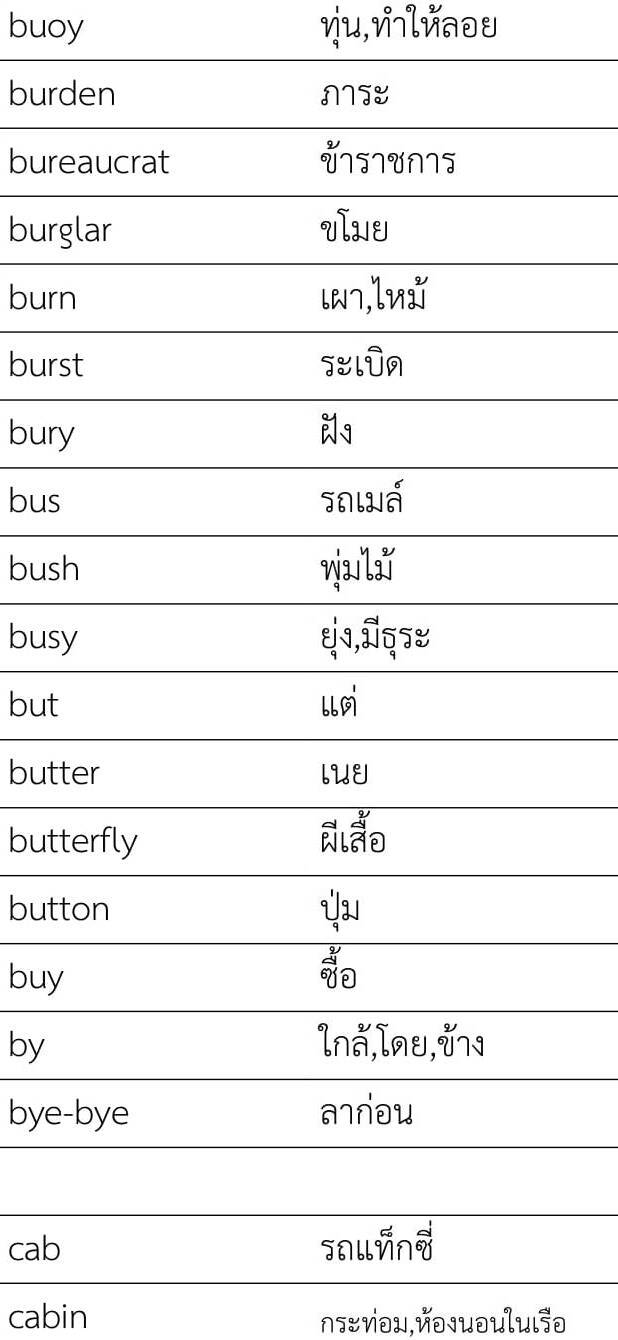 buoy ทุ่น,ทำให้ลอย
burden ภาระ
bureaucrat ข้าราชการ
burglar ขโมย
burn เผา,ไหม้
burst ระเบิด
bury ฝัง
bus รถเมล์
bush พุ่มไม้
busy ยุ่ง,มีธุระ
but แต่
butter เนย
butterfly ผีเสื้อ
button ปุ่ม
buy ซื้อ
by ใกล้,โดย,ข้าง
bye-bye ลาก่อน
cab รถแท็กซี่
cabin กระท่อม,ห้องนอนในเรือ